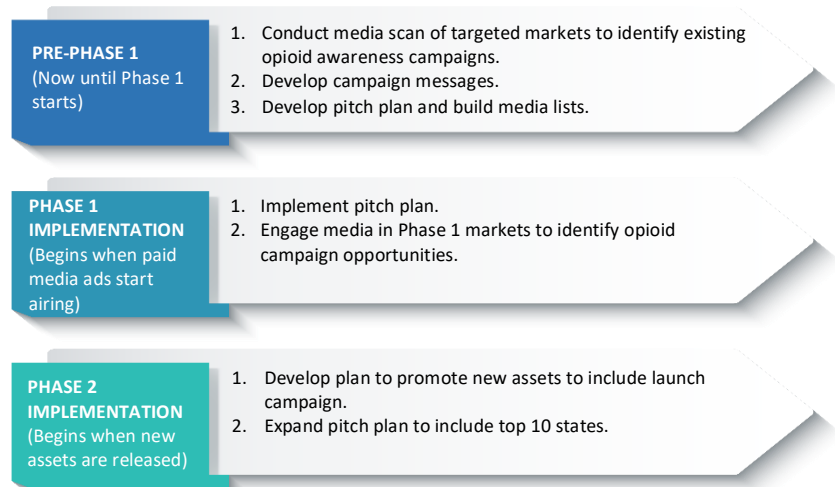 PRE-PHASE 1
(Now until Phase 1
starts)
1. Conduct media scan of targeted markets to identify existing
opioid awareness campaigns.
2. Develop campaign messages.
3. Develop pitch plan and build media lists.
PHASE 1
IMPLEMENTATION
(Begins when paid
media ads start
airing)
1. Implement pitch plan.
2. Engage media in Phase 1 markets to identify opioid
campaign opportunities.
PHASE 2
IMPLEMENTATION
(Begins when new
assets are released)
1. Develop plan to promote new assets to include launch
campaign.
2. Expand pitch plan to include top 10 states.